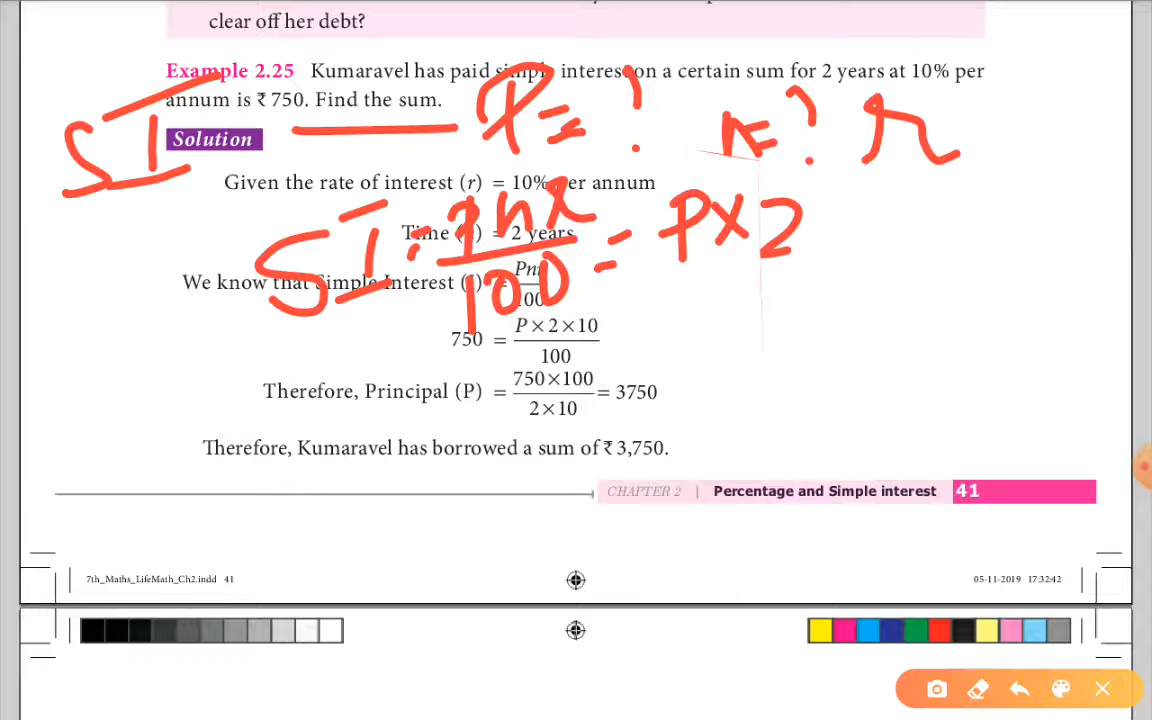 clear off her debt?
Example 2.25 Kumaravel has paid simple interest on a certain sum for 2 years at 10% per
annum is ₹ 750. Find the sum.
SI
P = ?
n = ?
r
Solution
Given the rate of interest (r) = 10% per annum
Time (n) = 2 years
SI = Pnr/100 = P × 2
We know that Simple Interest (I) = Pnr/100
750 = P × 2 × 10/100
Therefore, Principal (P) = 750 × 100/2 × 10 = 3750
Therefore, Kumaravel has borrowed a sum of ₹ 3,750.
CHAPTER 2 | Percentage and Simple interest 41
7th_Maths_LifeMath_Ch2.indd 41
05-11-2019 17:32:42